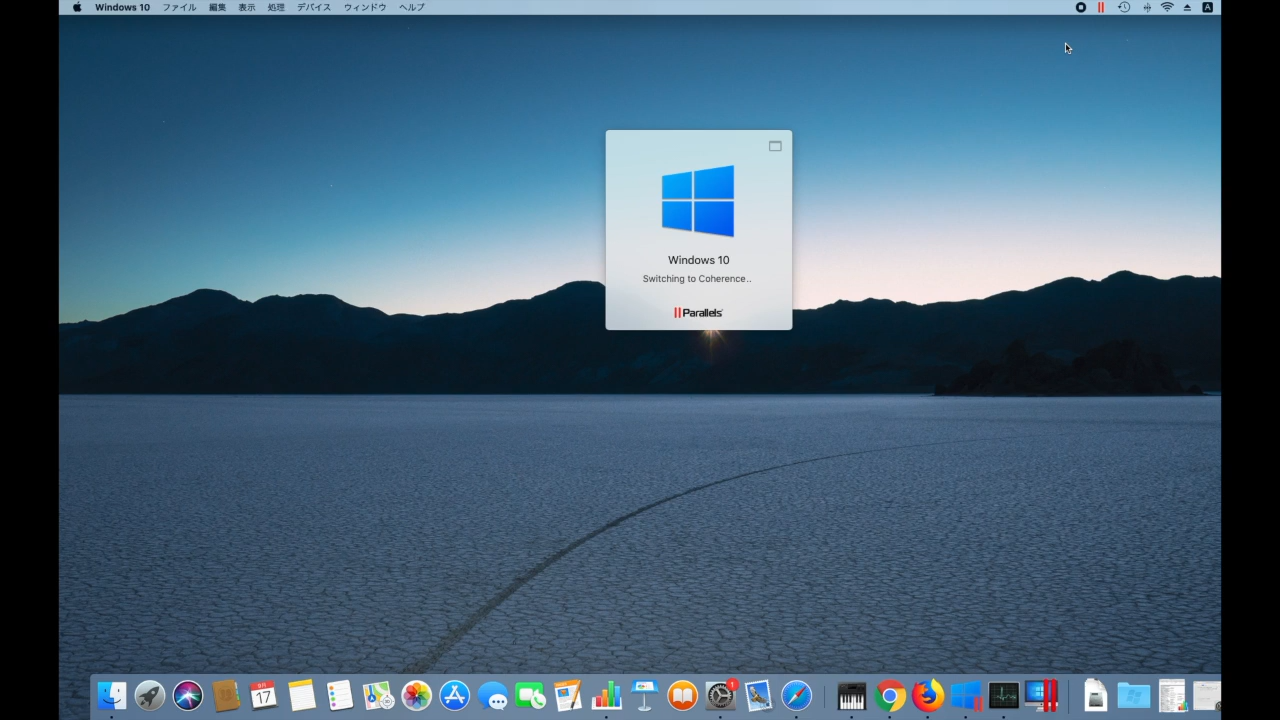 Windows 10 ファイル 編集 表示 処理 デバイス ウィンドウ ヘルプ
A
Windows 10
Switching to Coherence..
Parallels
17
1